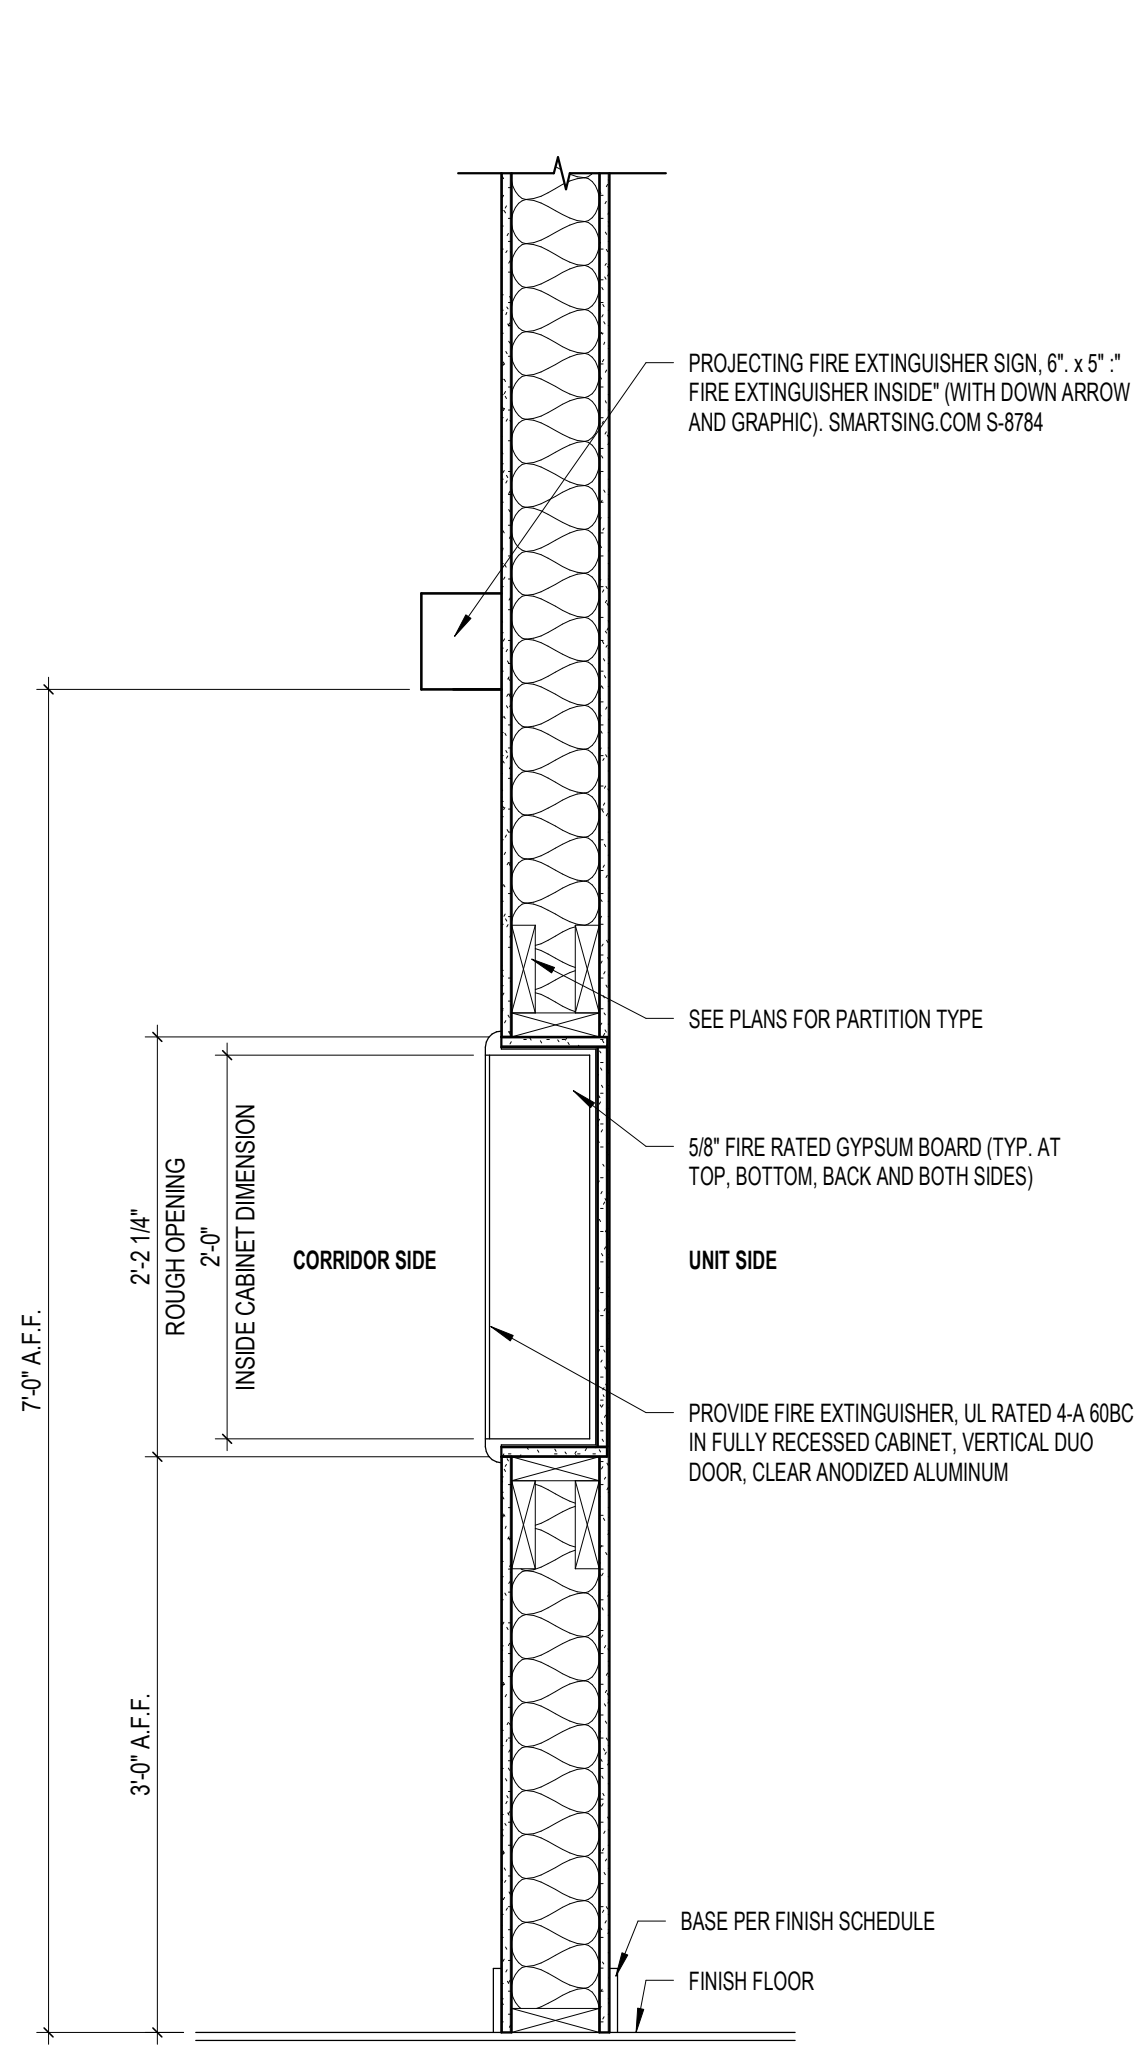 PROJECTING FIRE EXTINGUISHER SIGN, 6". x 5" :"
FIRE EXTINGUISHER INSIDE" (WITH DOWN ARROW
AND GRAPHIC). SMARTSING.COM S-8784
SEE PLANS FOR PARTITION TYPE
5/8" FIRE RATED GYPSUM BOARD (TYP. AT
TOP, BOTTOM, BACK AND BOTH SIDES)
7'-0" A.F.F.
2'-2 1/4"
ROUGH OPENING
2'-0"
INSIDE CABINET DIMENSION
CORRIDOR SIDE
UNIT SIDE
PROVIDE FIRE EXTINGUISHER, UL RATED 4-A 60BC
IN FULLY RECESSED CABINET, VERTICAL DUO
DOOR, CLEAR ANODIZED ALUMINUM
3'-0" A.F.F.
BASE PER FINISH SCHEDULE
FINISH FLOOR